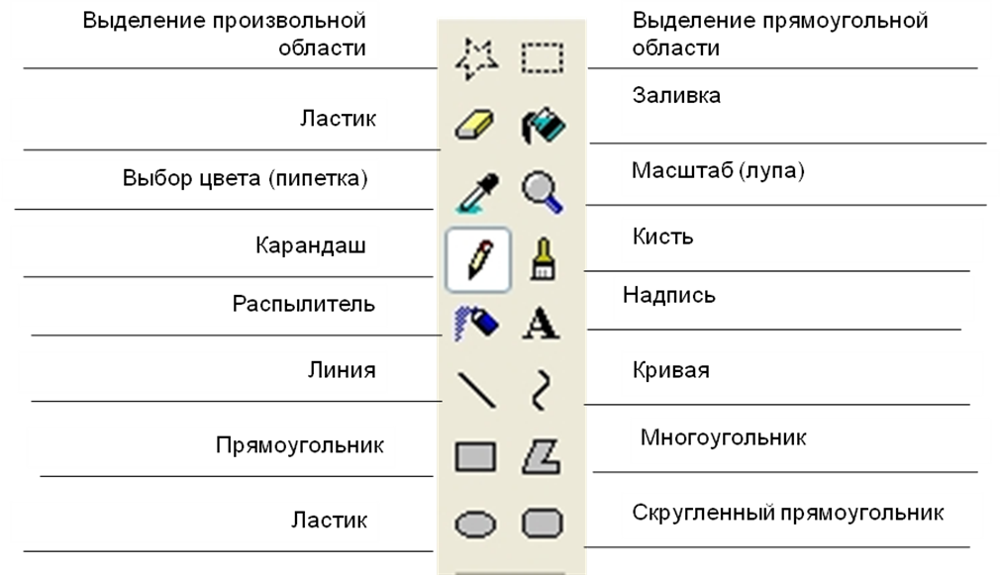 Выделение произвольной
области
Выделение прямоугольной
области
Ластик
Заливка
Выбор цвета (пипетка)
Масштаб (лупа)
Карандаш
Кисть
Распылитель
Надпись
Линия
Кривая
Прямоугольник
Многоугольник
Ластик
Скругленный прямоугольник